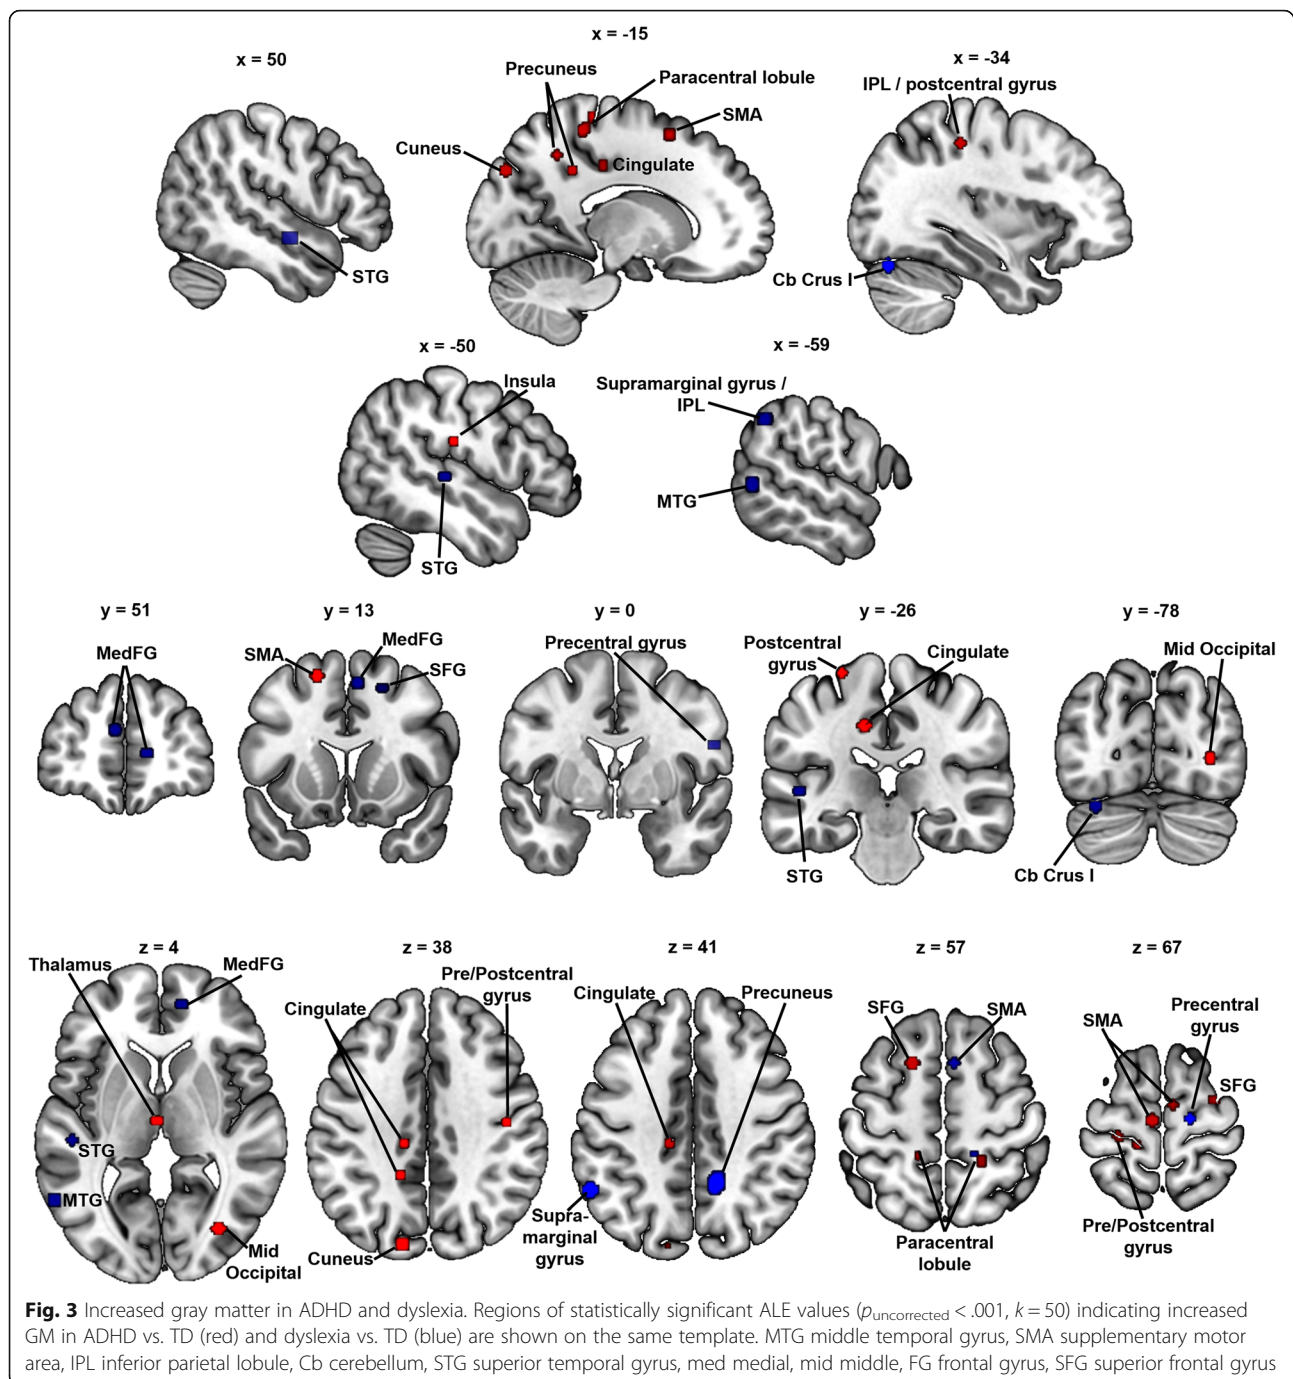 x = 50
x = -15
x = -34
Precuneus
Paracentral lobule
SMA
Cuneus
Cingulate
STG
IPL / postcentral gyrus
Cb Crus I
x = -50
x = -59
Insula
STG
Supramarginal gyrus /
IPL
MTG
y = 51
y = 13
y = 0
y = -26
y = -78
MedFG
SMA
MedFG
SFG
Precentral gyrus
Postcentral
gyrus
Cingulate
STG
Mid Occipital
Cb Crus I
z = 4
z = 38
z = 41
z = 57
z = 67
Thalamus
MedFG
STG
MTG
Mid
Occipital
Cingulate
Pre/Postcentral
gyrus
Cuneus
Cingulate
Precuneus
Supra-
marginal
gyrus
SFG
SMA
Paracentral
lobule
SMA
Precentral
gyrus
SFG
Pre/Postcentral
gyrus
Fig. 3 Increased gray matter in ADHD and dyslexia. Regions of statistically significant ALE values (puncorrected < .001, k = 50) indicating increased
GM in ADHD vs. TD (red) and dyslexia vs. TD (blue) are shown on the same template. MTG middle temporal gyrus, SMA supplementary motor
area, IPL inferior parietal lobule, Cb cerebellum, STG superior temporal gyrus, med medial, mid middle, FG frontal gyrus, SFG superior frontal gyrus